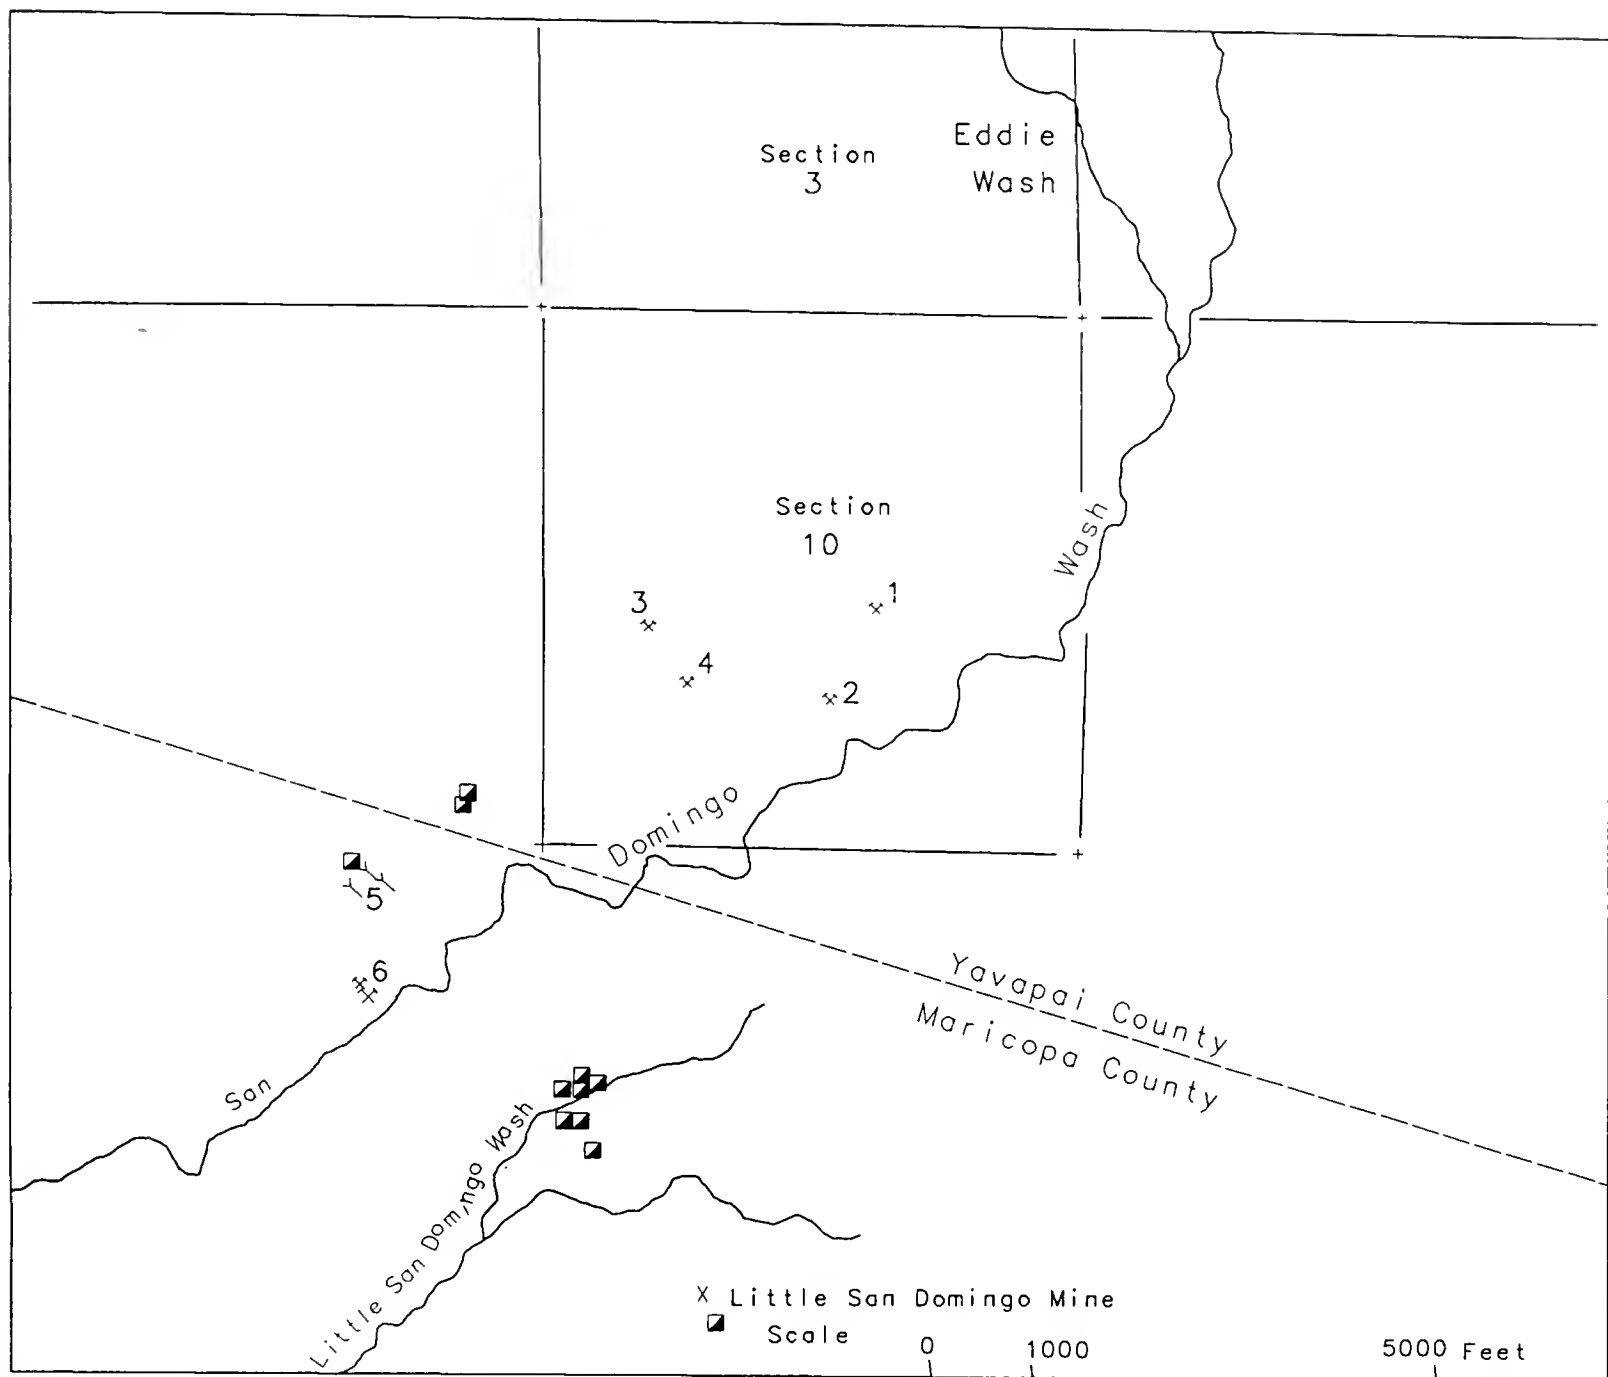 Eddie
Wash
Section
3
Section
10
Wash
1
3
4
2
Domingo
5
6
San
Yavapai County
Maricopa County
Little San Domingo Wash
x Little San Domingo Mine
Scale
0 1000 5000 Feet